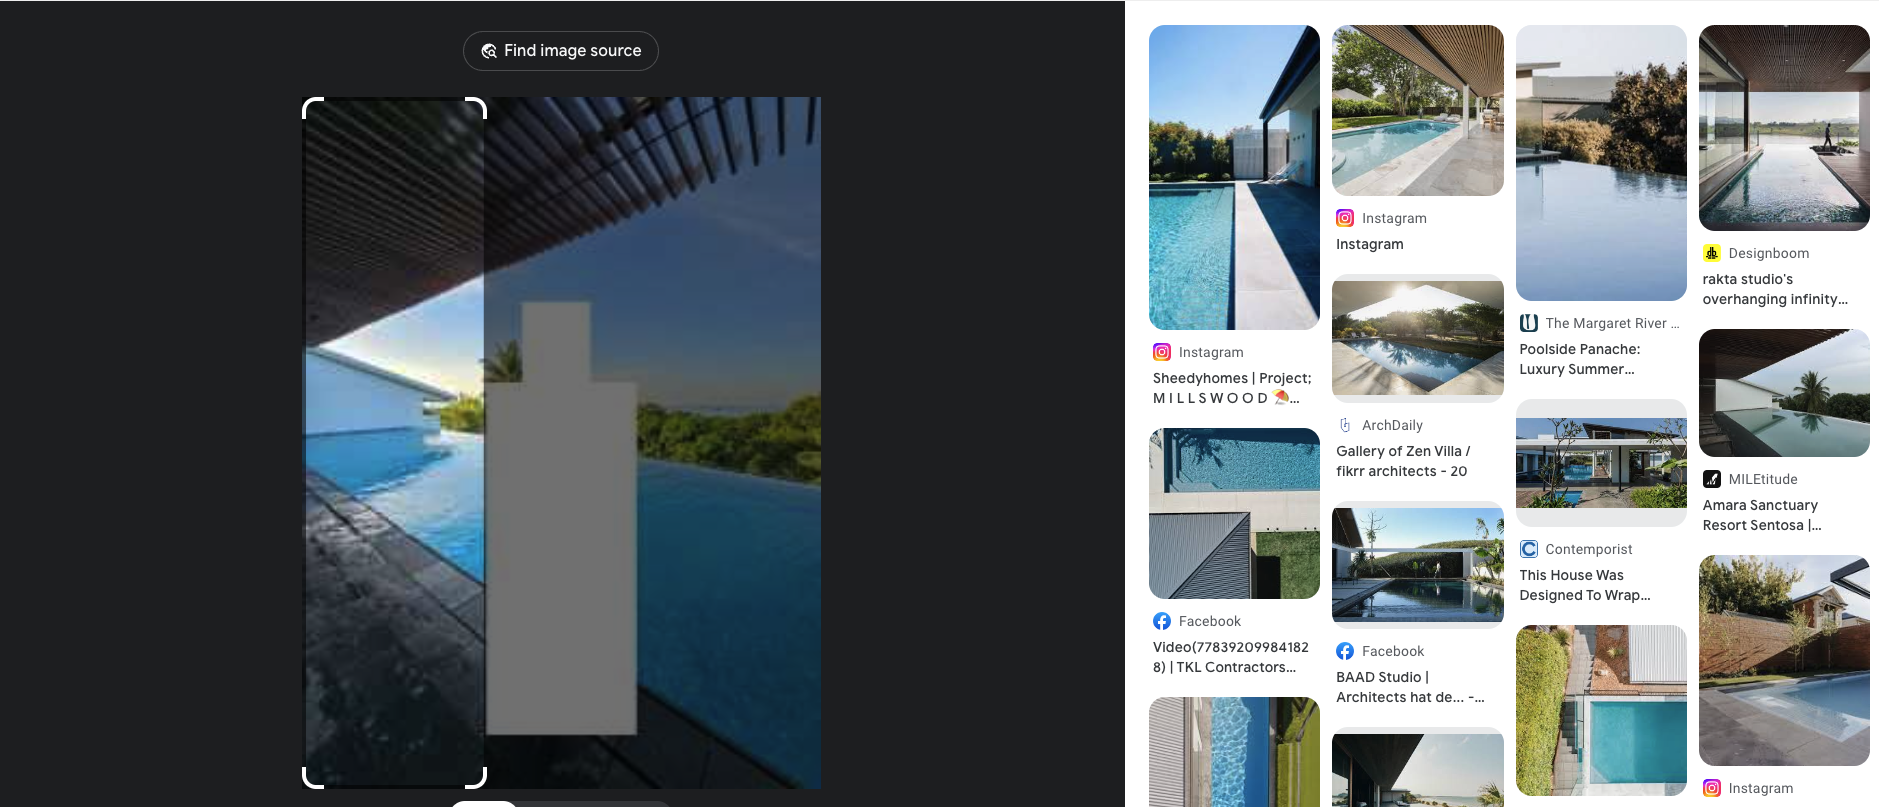 Find image source
Instagram
Sheedyhomes | Project;
M I L L S W O O D ⛱️...
Facebook
Video(77839209984182
8) | TKL Contractors...
Instagram
Instagram
ArchDaily
Gallery of Zen Villa /
fikrr architects - 20
Facebook
BAAD Studio |
Architects hat de... -...
The Margaret River ...
Poolside Panache:
Luxury Summer...
Contemporist
This House Was
Designed To Wrap...
Designboom
rakta studio's
overhanging infinity...
MILEtitude
Amara Sanctuary
Resort Sentosa |...
Instagram